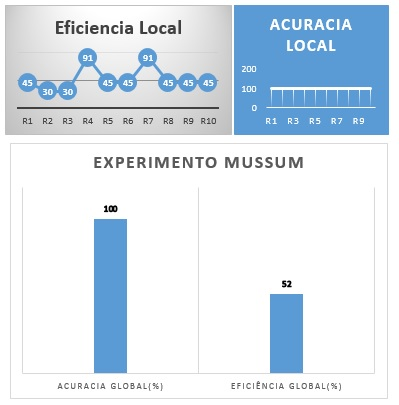 Eficiencia Local
91 91
45 45 45 45 45 45
30 30
R1 R2 R3 R4 R5 R6 R7 R8 R9 R10
ACURACIA
LOCAL
200
100
0
R1 R3 R5 R7 R9
EXPERIMENTO MUSSUM
100
52
ACURACIA GLOBAL(%) EFICIÊNCIA GLOBAL(%)